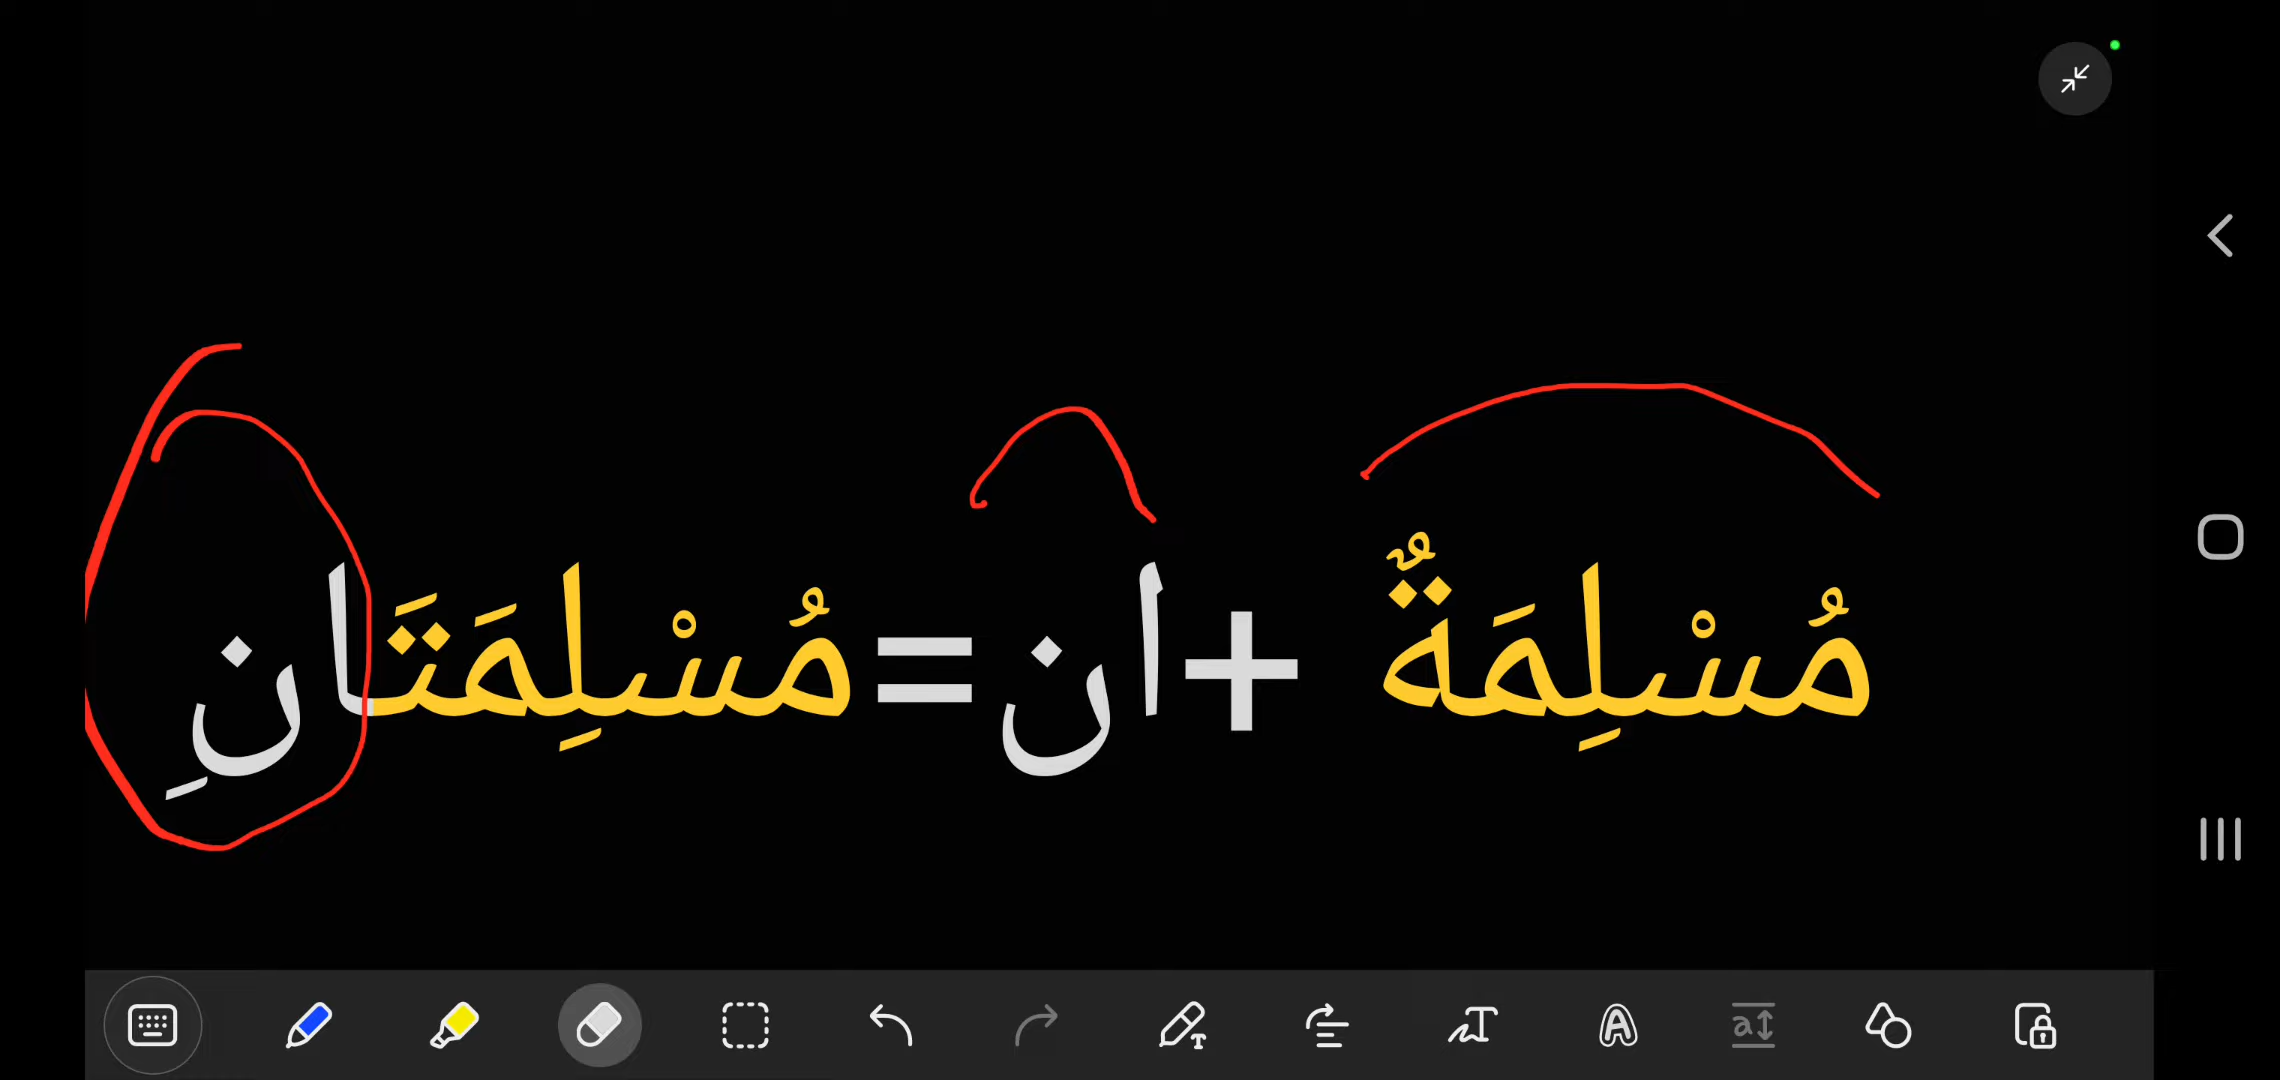 مُسْلِمَةٌ + ان = مُسْلِمَتَانِ